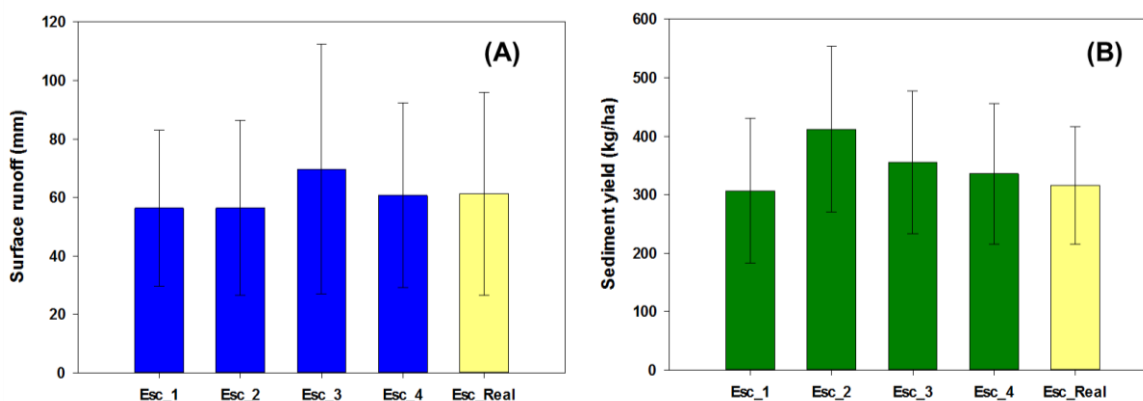 120
100
80
60
40
20
0
Surface runoff (mm)
(A)
Esc_1 Esc_2 Esc_3 Esc_4 Esc_Real
600
500
400
300
200
100
0
Sediment yield (kg/ha)
(B)
Esc_1 Esc_2 Esc_3 Esc_4 Esc_Real